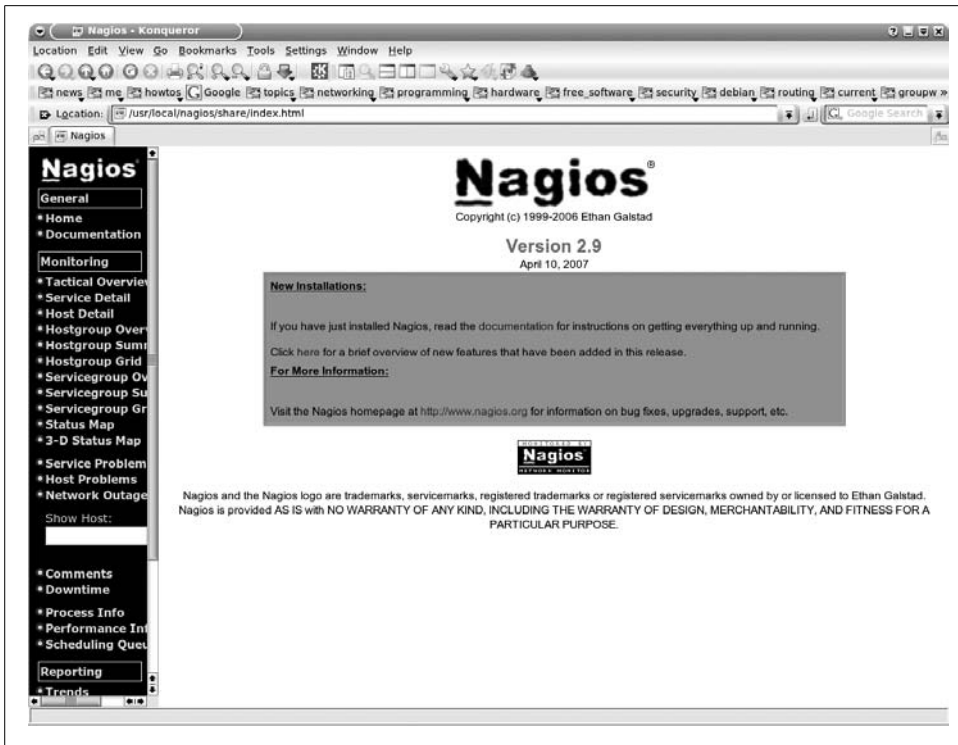 Nagios - Konqueror
Location Edit View Go Bookmarks Tools Settings Window Help
news me howtos Google topics networking programming hardware free_software security debian routing current groupw »
Location: /usr/local/nagios/share/index.html
Google Search
Nagios
Nagios
General
Home
Documentation
Monitoring
Tactical Overview
Service Detail
Host Detail
Hostgroup Over
Hostgroup Summ
Hostgroup Grid
Servicegroup Ov
Servicegroup Su
Servicegroup Gr
Status Map
3-D Status Map
Service Problem
Host Problems
Network Outage
Show Host:
Comments
Downtime
Process Info
Performance Inf
Scheduling Queu
Reporting
Trends
Nagios®
Copyright (c) 1999-2006 Ethan Galstad
Version 2.9
April 10, 2007
New Installations:
If you have just installed Nagios, read the documentation for instructions on getting everything up and running.
Click here for a brief overview of new features that have been added in this release.
For More Information:
Visit the Nagios homepage at http://www.nagios.org for information on bug fixes, upgrades, support, etc.
MONITORED BY
Nagios
NETWORK MONITOR
Nagios and the Nagios logo are trademarks, servicemarks, registered trademarks or registered servicemarks owned by or licensed to Ethan Galstad.
Nagios is provided AS IS with NO WARRANTY OF ANY KIND, INCLUDING THE WARRANTY OF DESIGN, MERCHANTABILITY, AND FITNESS FOR A
PARTICULAR PURPOSE.